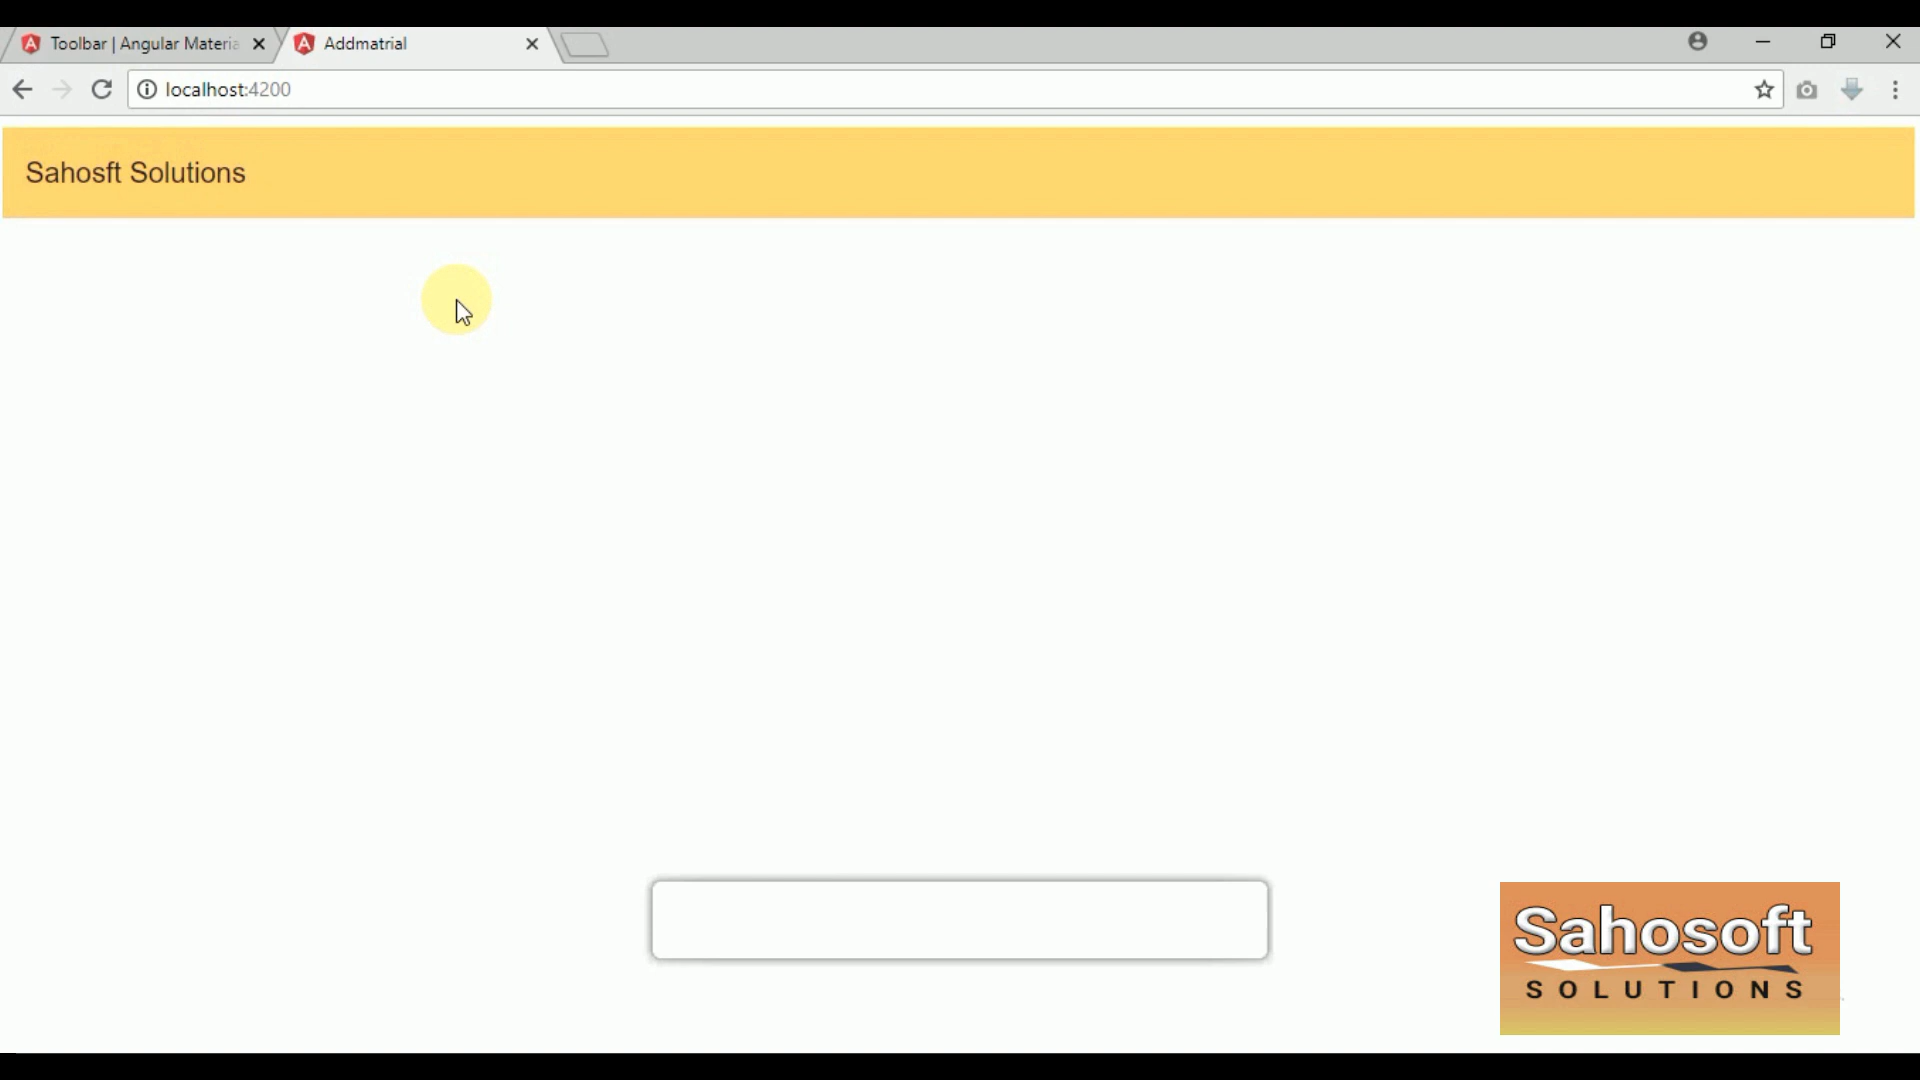 Toolbar | Angular Materia
Addmatrial
localhost:4200
Sahosft Solutions
Sahosoft
SOLUTIONS